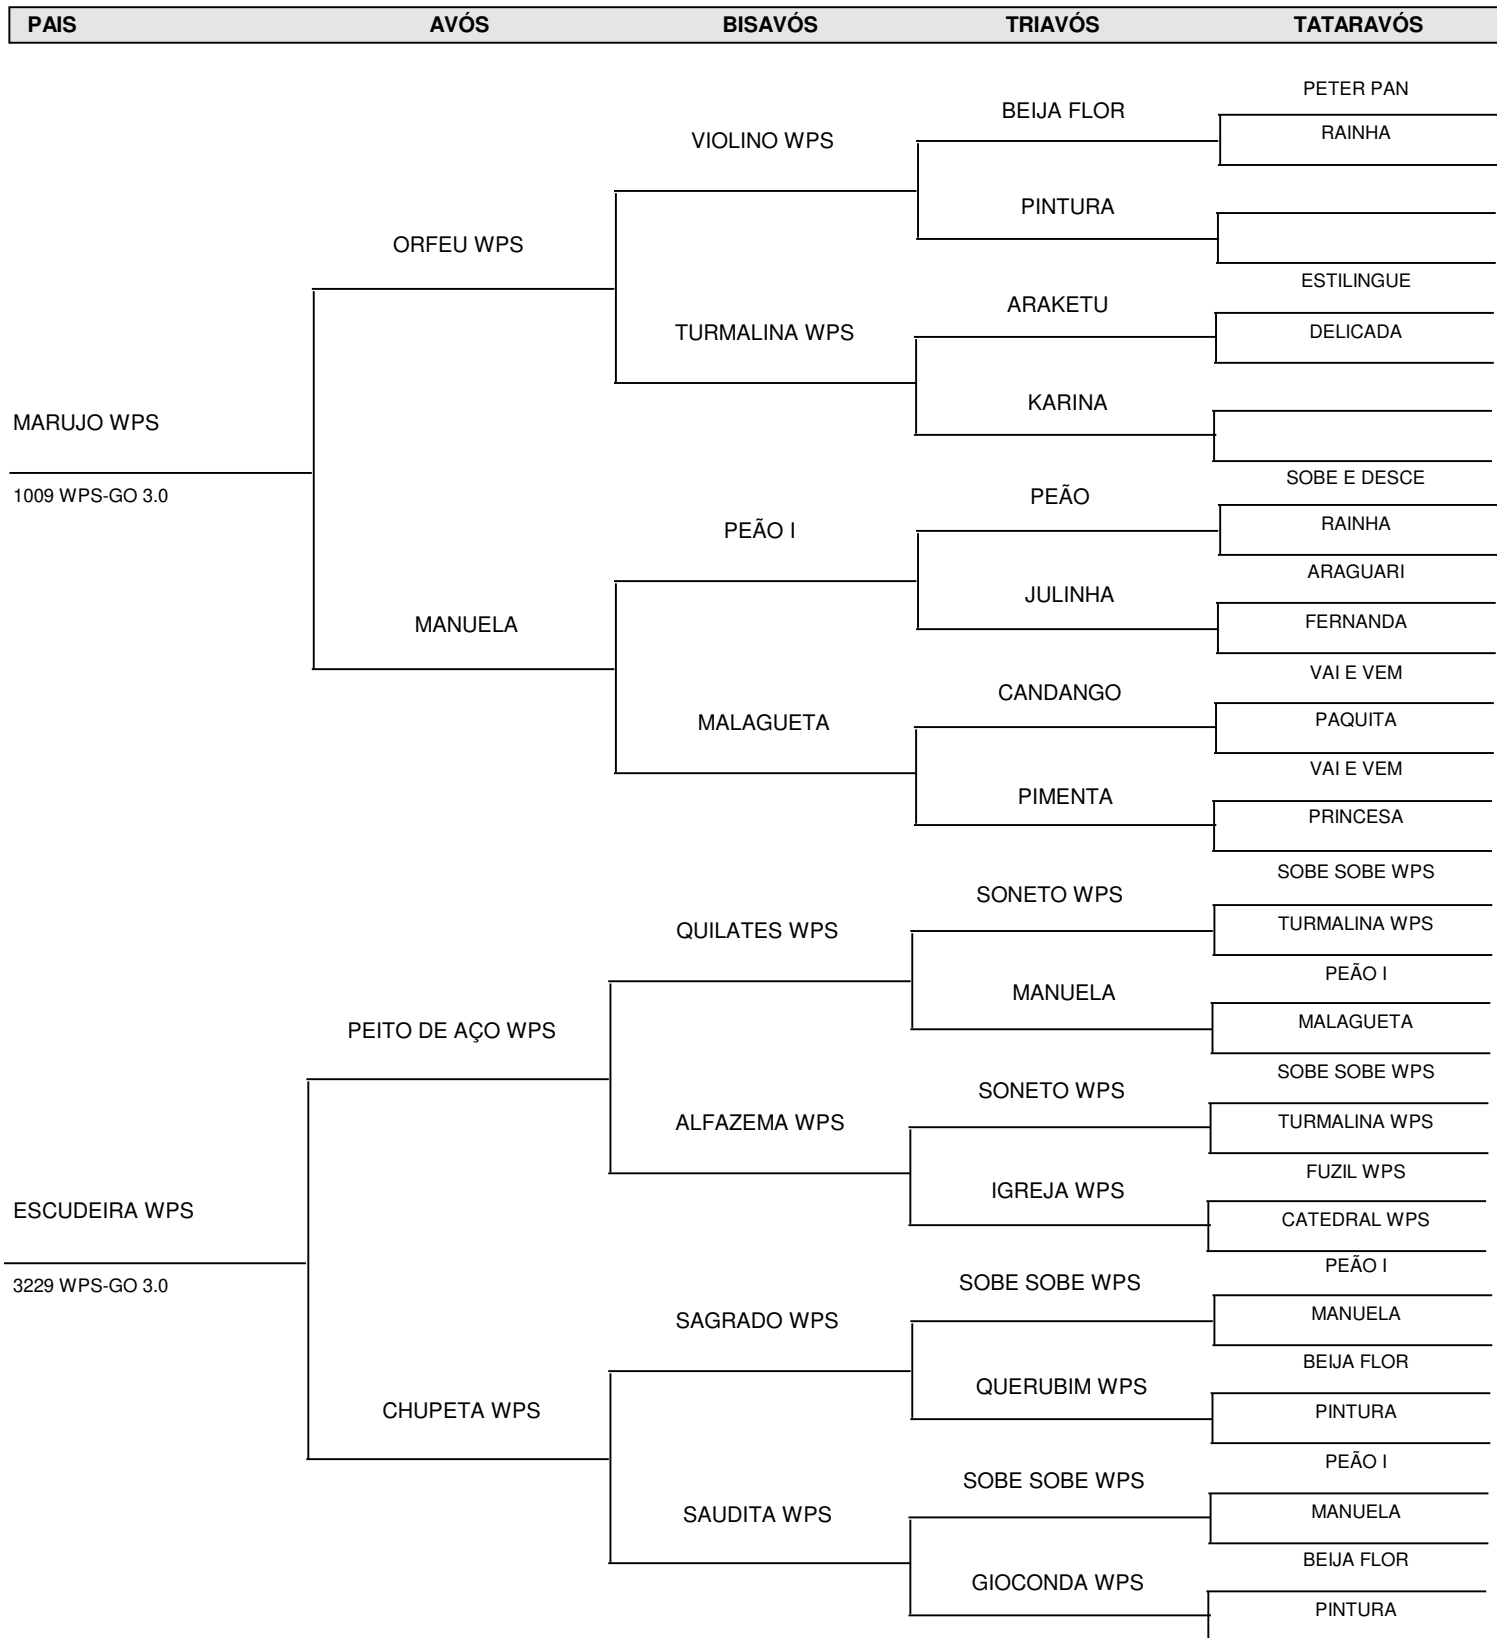 PAIS AVÓS BISAVÓS TRIAVÓS TATARAVÓS
PETER PAN
BEIJA FLOR
RAINHA
VIOLINO WPS
PINTURA
ORFEU WPS
ESTILINGUE
ARAKETU
DELICADA
TURMALINA WPS
KARINA
MARUJO WPS
1009 WPS-GO 3.0
SOBE E DESCE
PEÃO
RAINHA
PEÃO I
ARAGUARI
JULINHA
FERNANDA
MANUELA
VAI E VEM
CANDANGO
PAQUITA
MALAGUETA
VAI E VEM
PIMENTA
PRINCESA
SOBE SOBE WPS
SONETO WPS
TURMALINA WPS
QUILATES WPS
PEÃO I
MANUELA
MALAGUETA
PEITO DE AÇO WPS
SOBE SOBE WPS
SONETO WPS
TURMALINA WPS
ALFAZEMA WPS
FUZIL WPS
IGREJA WPS
CATEDRAL WPS
ESCUDEIRA WPS
3229 WPS-GO 3.0
PEÃO I
SOBE SOBE WPS
MANUELA
SAGRADO WPS
BEIJA FLOR
QUERUBIM WPS
PINTURA
CHUPETA WPS
PEÃO I
SOBE SOBE WPS
MANUELA
SAUDITA WPS
BEIJA FLOR
GIOCONDA WPS
PINTURA